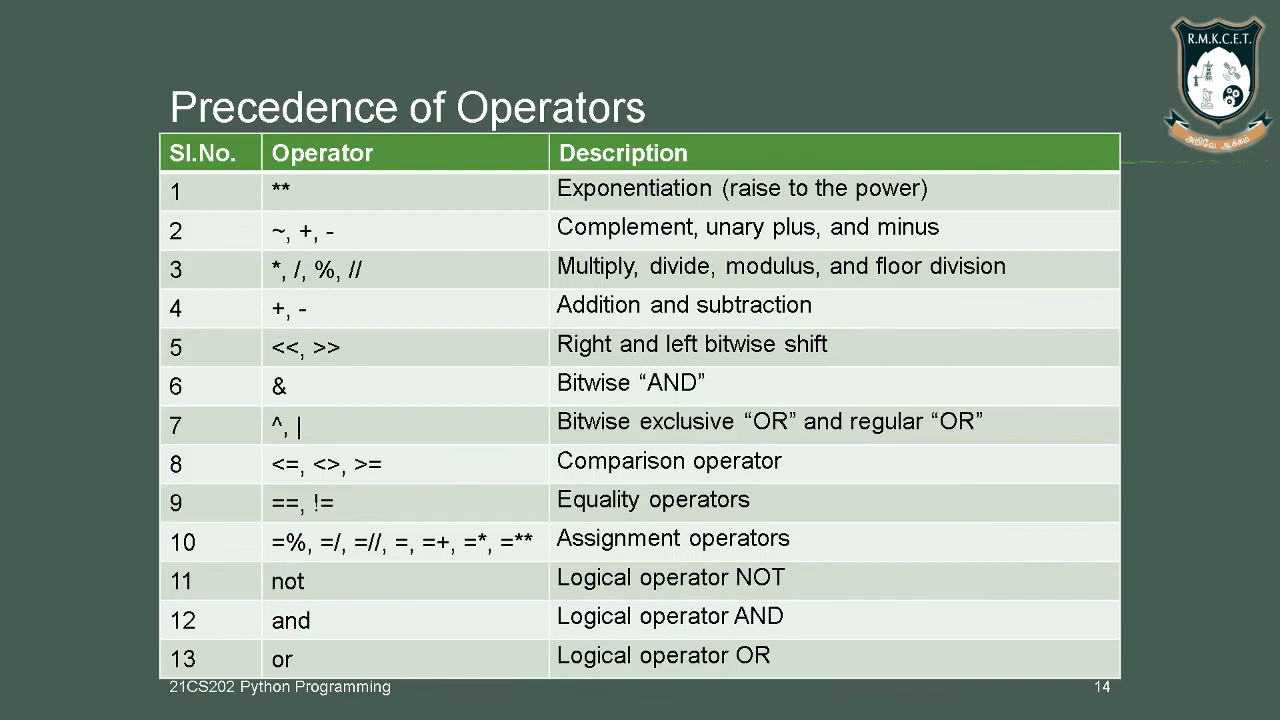 R.M.K.C.E.T.
அறிவே ஆக்கம்
Precedence of Operators
Sl.No. Operator Description
1 ** Exponentiation (raise to the power)
2 ~, +, - Complement, unary plus, and minus
3 *, /, %, // Multiply, divide, modulus, and floor division
4 +, - Addition and subtraction
5 <<, >> Right and left bitwise shift
6 & Bitwise “AND”
7 ^, | Bitwise exclusive “OR” and regular “OR”
8 <=, <>, >= Comparison operator
9 ==, != Equality operators
10 =%, =/, =//, =, =+, =*, =** Assignment operators
11 not Logical operator NOT
12 and Logical operator AND
13 or Logical operator OR
21CS202 Python Programming 14